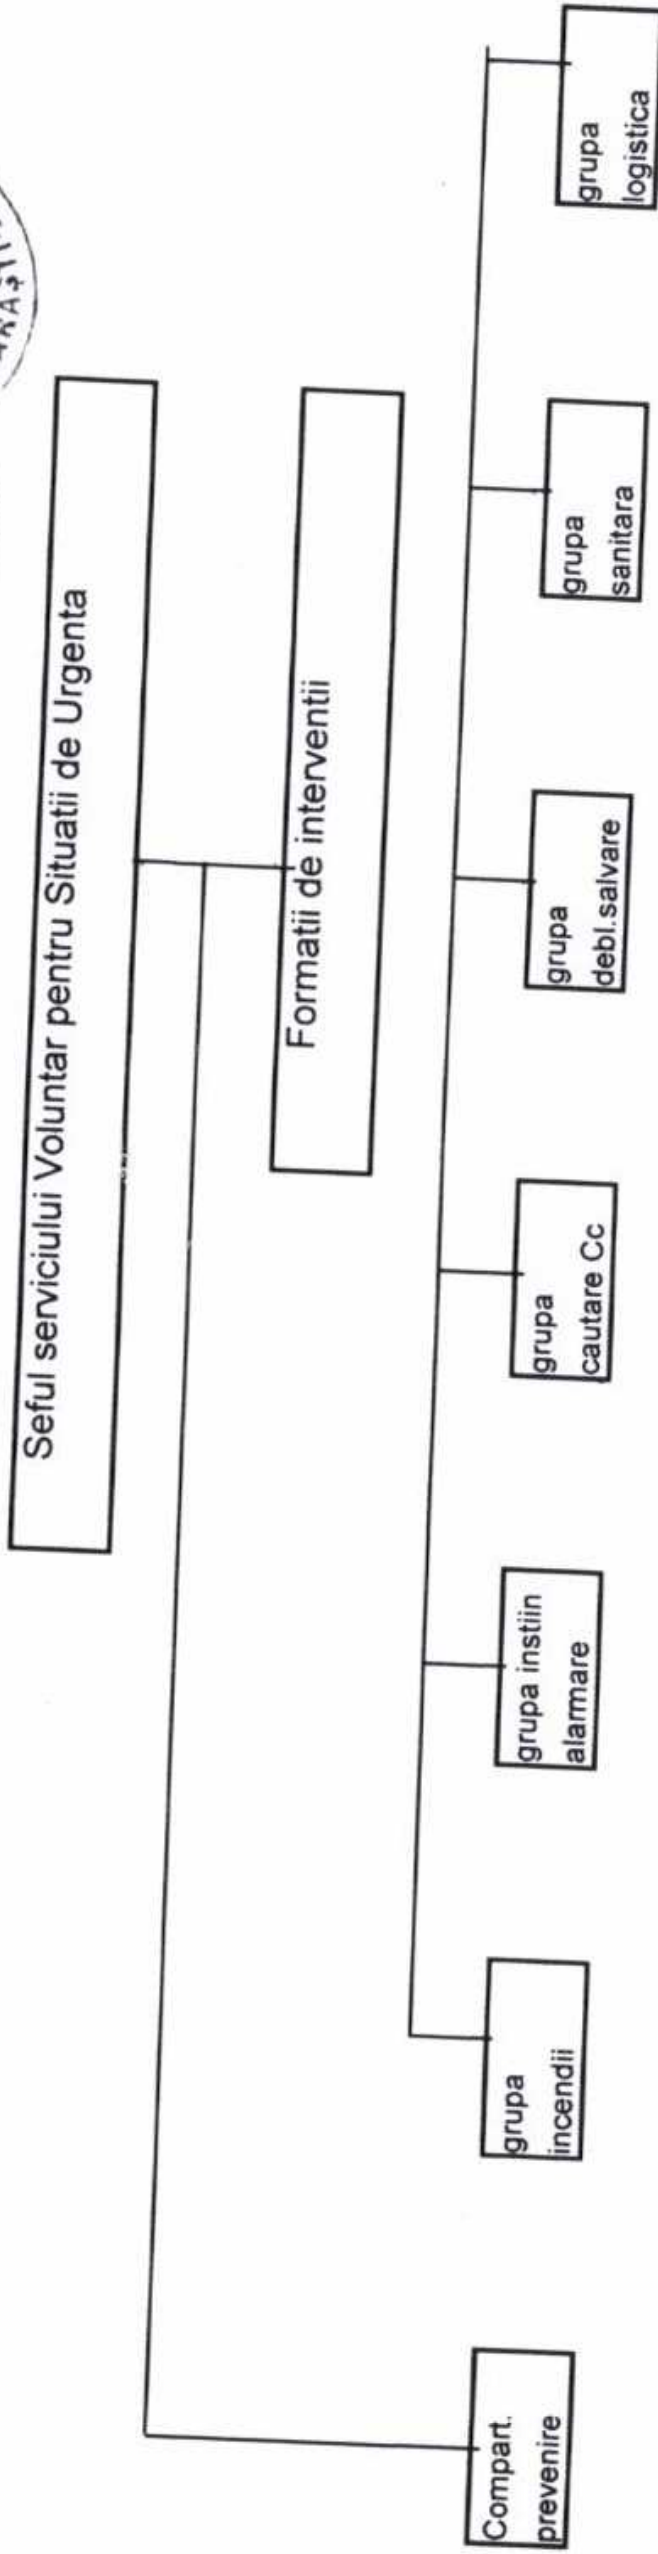 Seful serviciului Voluntar pentru Situatii de Urgenta
Formatii de interventii
Compart.
prevenire
grupa
incendii
grupa instiin
alarmare
grupa
cautare Cc
grupa
debl.salvare
grupa
sanitara
grupa
logistica